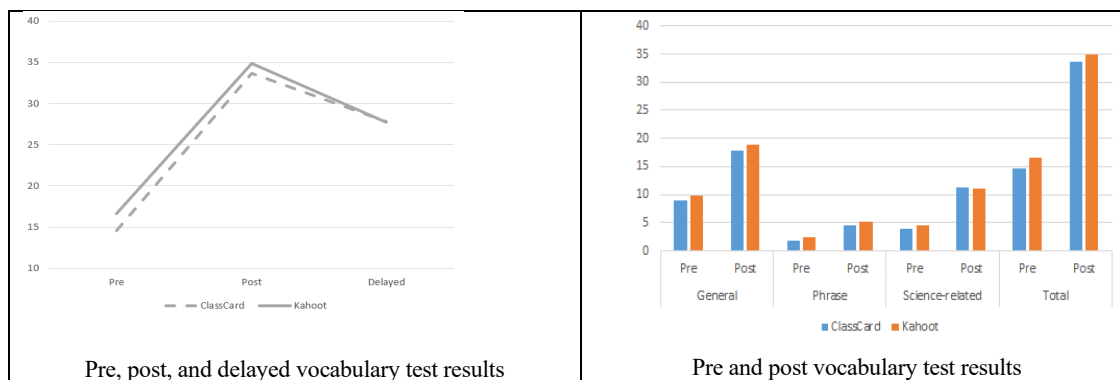 40
35
30
25
20
15
10
Pre Post Delayed
ClassCard Kahoot
Pre, post, and delayed vocabulary test results
40
35
30
25
20
15
10
5
0
Pre Post Pre Post Pre Post Pre Post
General Phrase Science-related Total
ClassCard Kahoot
Pre and post vocabulary test results